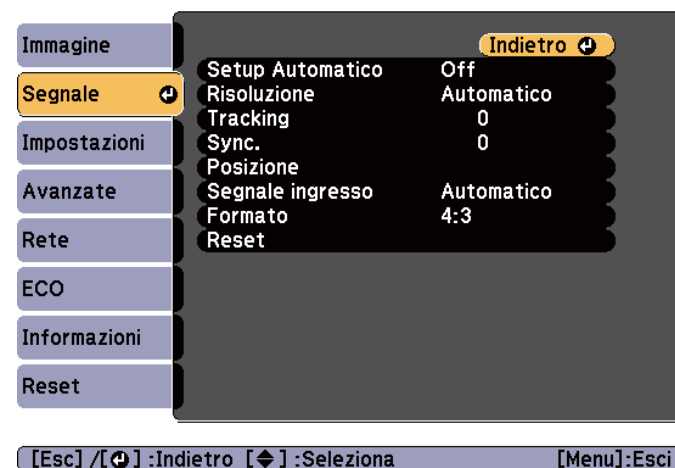 Immagine
Segnale
Impostazioni
Avanzate
Rete
ECO
Informazioni
Reset
Indietro
Setup Automatico Off
Risoluzione Automatico
Tracking 0
Sync. 0
Posizione
Segnale ingresso Automatico
Formato 4:3
Reset
[Esc] /[⏎] :Indietro [◆] :Seleziona [Menu]:Esci